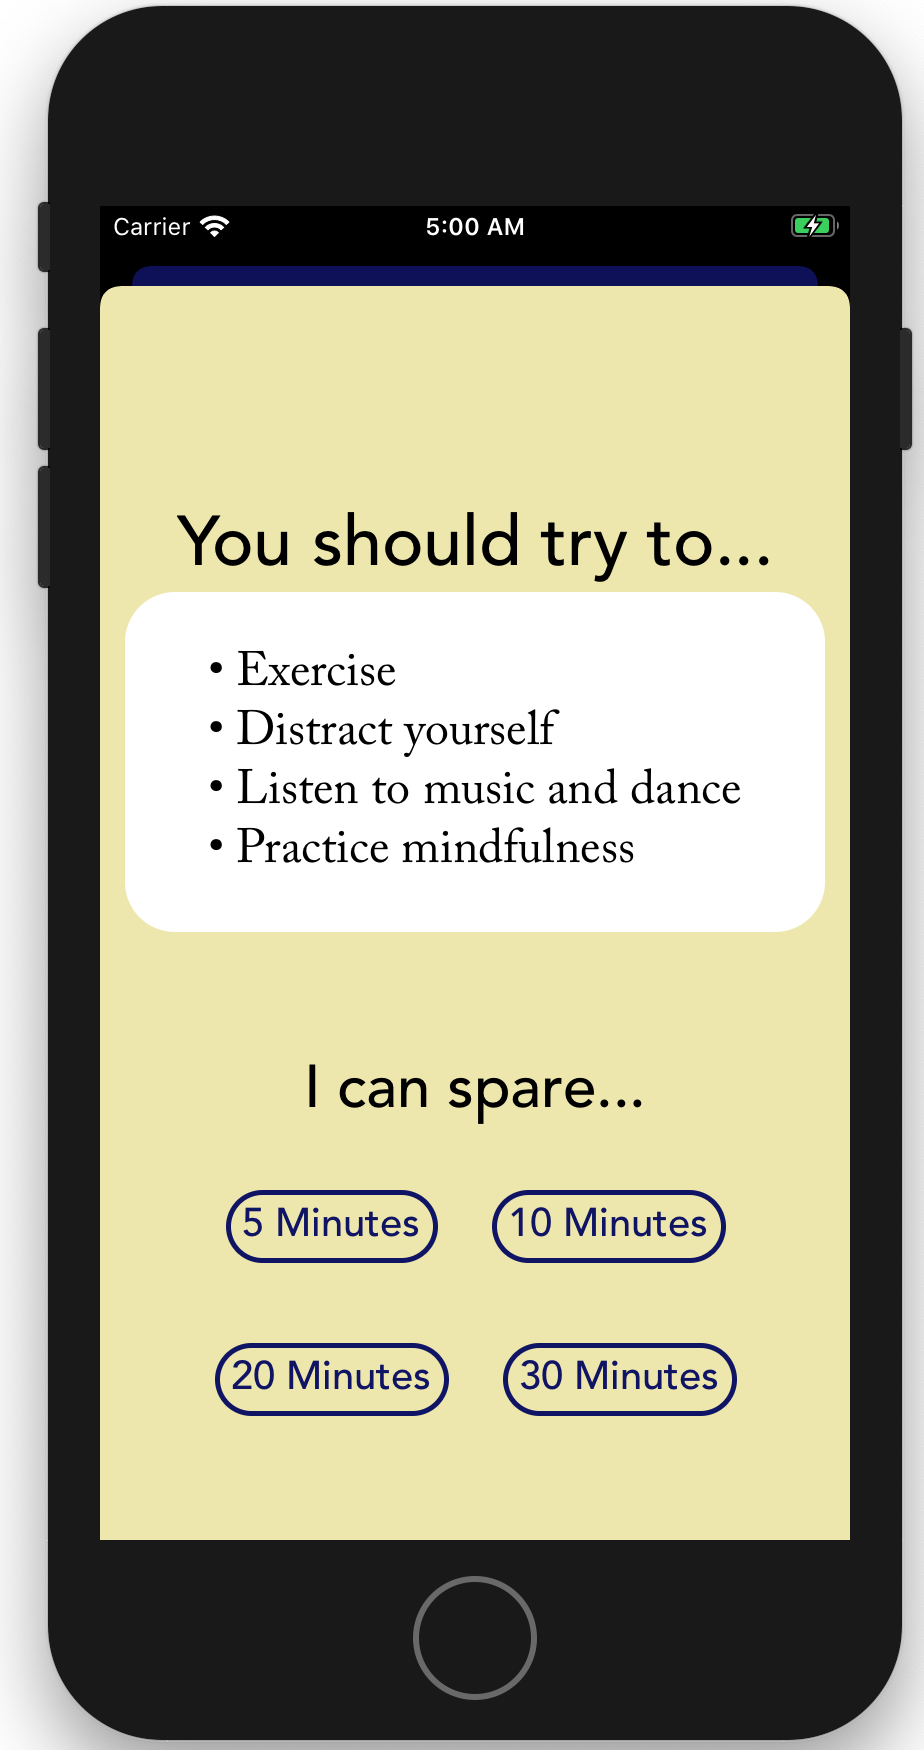 Carrier 5:00 AM
You should try to...
• Exercise
• Distract yourself
• Listen to music and dance
• Practice mindfulness
I can spare...
5 Minutes 10 Minutes
20 Minutes 30 Minutes